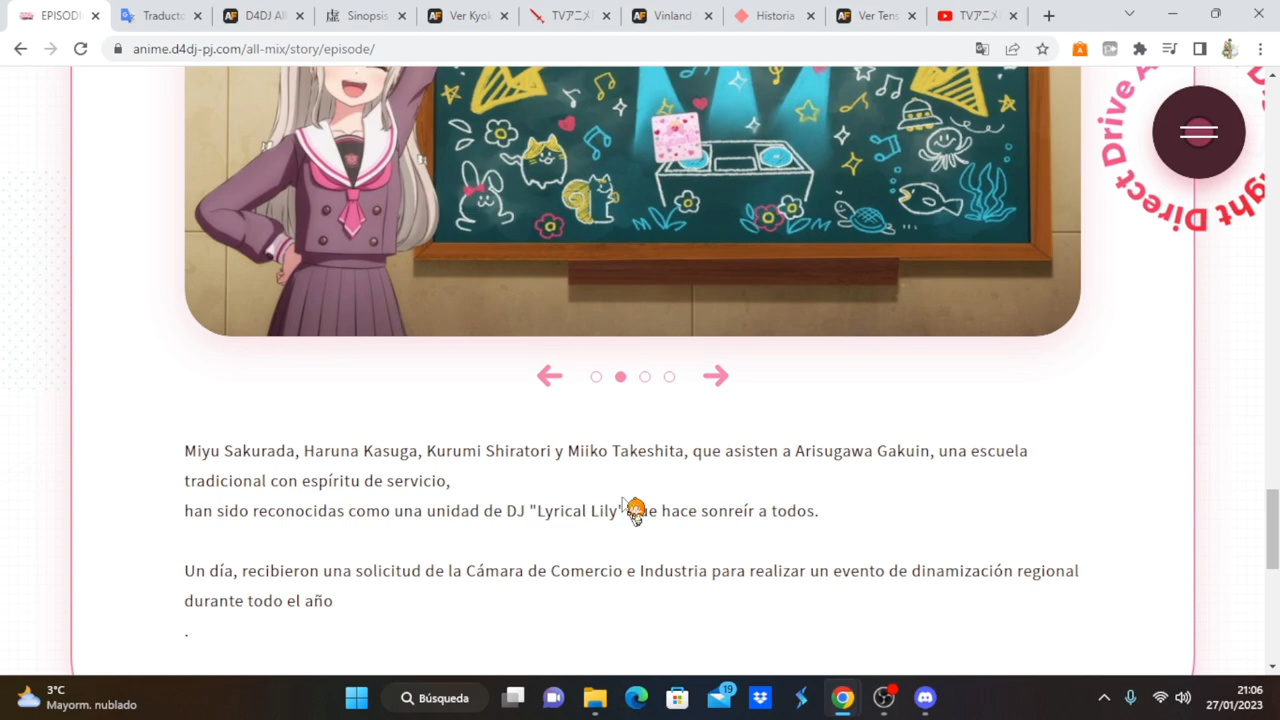 EPISODI
Traducto
D4DJ All
Sinopsis
Ver Kyok
TVアニメ
Vinland
Historia
Ver Tens
TVアニメ
anime.d4dj-pj.com/all-mix/story/episode/
Direct Drive
ght Direct
Miyu Sakurada, Haruna Kasuga, Kurumi Shiratori y Miiko Takeshita, que asisten a Arisugawa Gakuin, una escuela
tradicional con espíritu de servicio,
han sido reconocidas como una unidad de DJ "Lyrical Lily" que hace sonreír a todos.
Un día, recibieron una solicitud de la Cámara de Comercio e Industria para realizar un evento de dinamización regional
durante todo el año
.
3°C
Mayorm. nublado
Búsqueda
19
21:06
27/01/2023